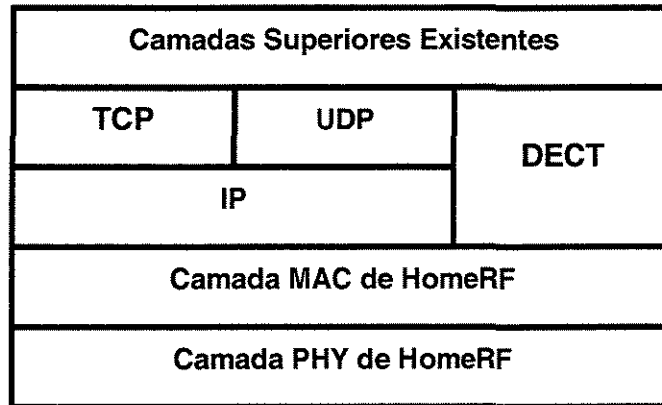 Camadas Superiores Existentes
TCP
UDP
DECT
IP
Camada MAC de HomeRF
Camada PHY de HomeRF